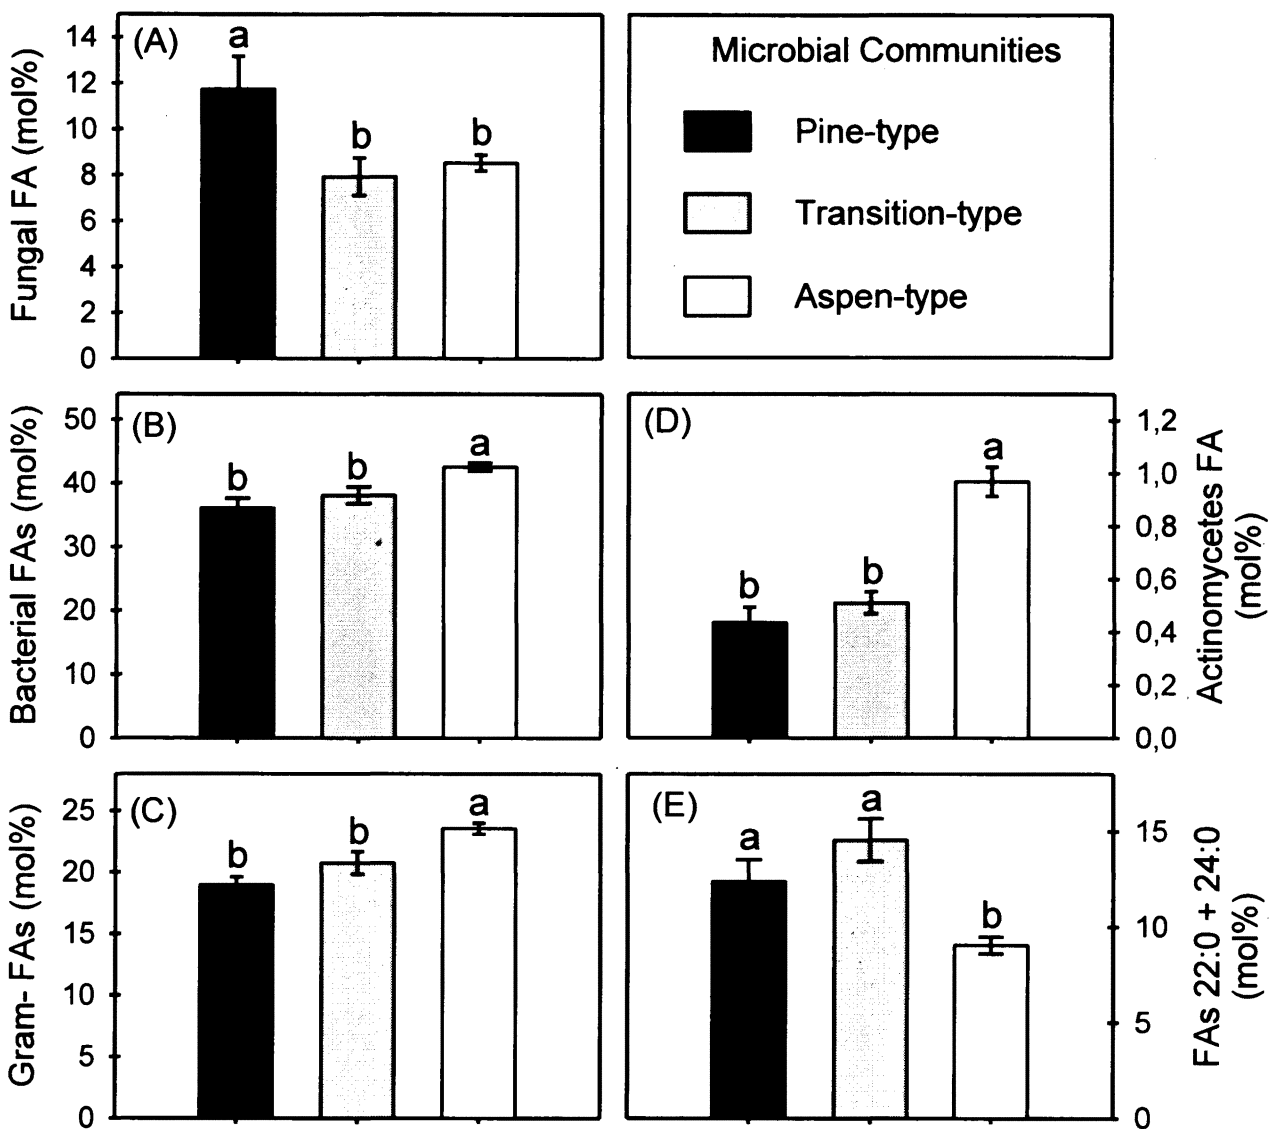 (A)
Fungal FA (mol%)
14
12
10
8
6
4
2
0
a
b
b
Microbial Communities
Pine-type
Transition-type
Aspen-type
(B)
Bacterial FAs (mol%)
50
40
30
20
10
0
b
b
a
(D)
b
b
a
1,2
1,0
0,8
0,6
0,4
0,2
0,0
Actinomycetes FA
(mol%)
(C)
Gram- FAs (mol%)
25
20
15
10
5
0
b
b
a
(E)
a
a
b
15
10
5
0
FAs 22:0 + 24:0
(mol%)